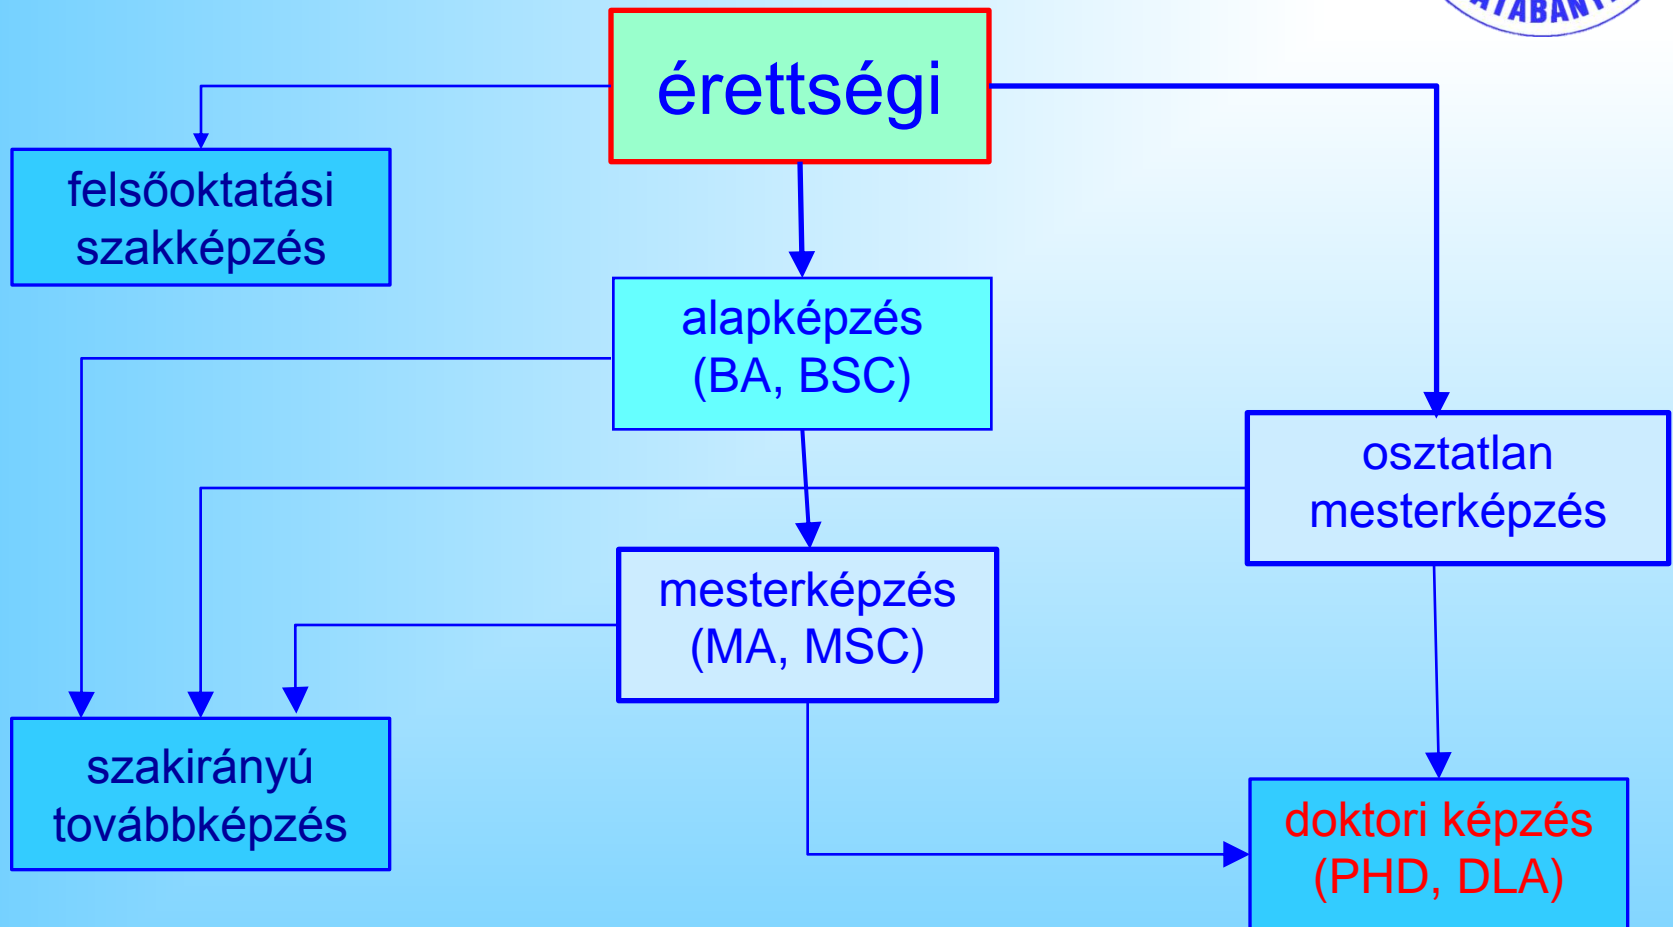 érettségi
felsőoktatási
szakképzés
alapképzés
(BA, BSC)
osztatlan
mesterképzés
mesterképzés
(MA, MSC)
szakirányú
továbbképzés
doktori képzés
(PHD, DLA)